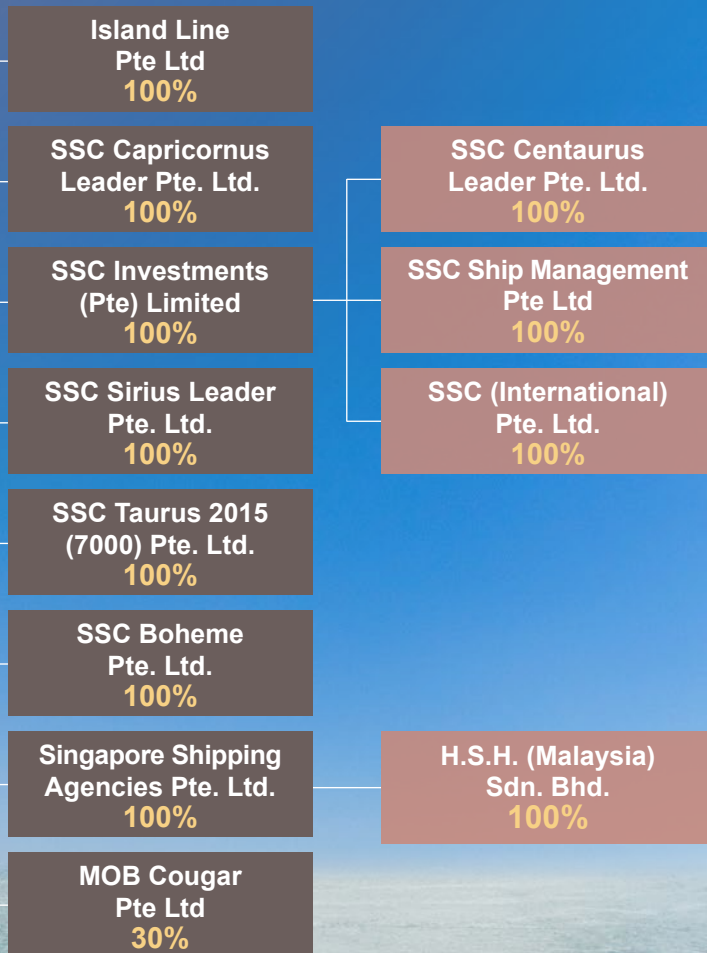 Island Line
Pte Ltd
100%
SSC Capricornus
Leader Pte. Ltd.
100%
SSC Centaurus
Leader Pte. Ltd.
100%
SSC Investments
(Pte) Limited
100%
SSC Ship Management
Pte Ltd
100%
SSC Sirius Leader
Pte. Ltd.
100%
SSC (International)
Pte. Ltd.
100%
SSC Taurus 2015
(7000) Pte. Ltd.
100%
SSC Boheme
Pte. Ltd.
100%
Singapore Shipping
Agencies Pte. Ltd.
100%
H.S.H. (Malaysia)
Sdn. Bhd.
100%
MOB Cougar
Pte Ltd
30%